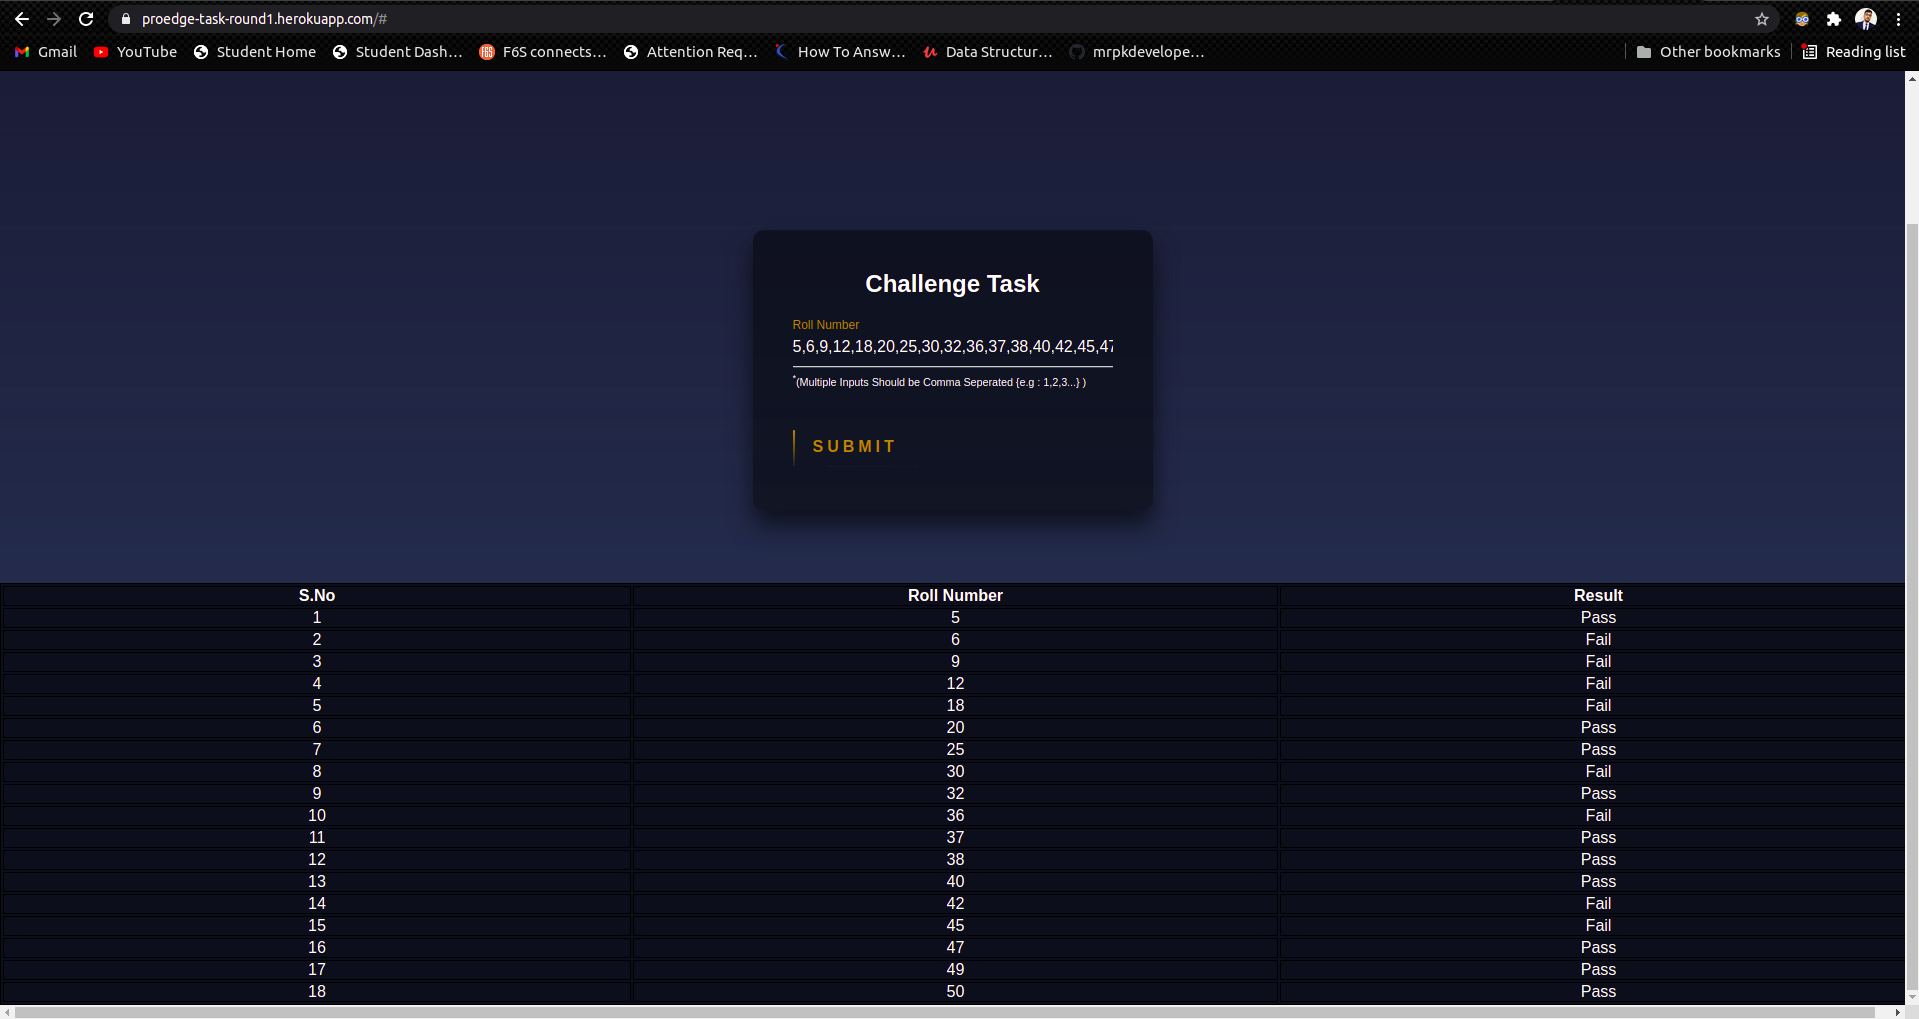 proedge-task-round1.herokuapp.com/#
Gmail YouTube Student Home Student Dash... F6S connects... Attention Req... How To Answ... Data Structur... mrpkdevelope... Other bookmarks Reading list
Challenge Task
Roll Number
5,6,9,12,18,20,25,30,32,36,37,38,40,42,45,47
*(Multiple Inputs Should be Comma Seperated {e.g : 1,2,3...} )
SUBMIT
S.No Roll Number Result
1 5 Pass
2 6 Fail
3 9 Fail
4 12 Fail
5 18 Fail
6 20 Pass
7 25 Pass
8 30 Fail
9 32 Pass
10 36 Fail
11 37 Pass
12 38 Pass
13 40 Pass
14 42 Fail
15 45 Fail
16 47 Pass
17 49 Pass
18 50 Pass